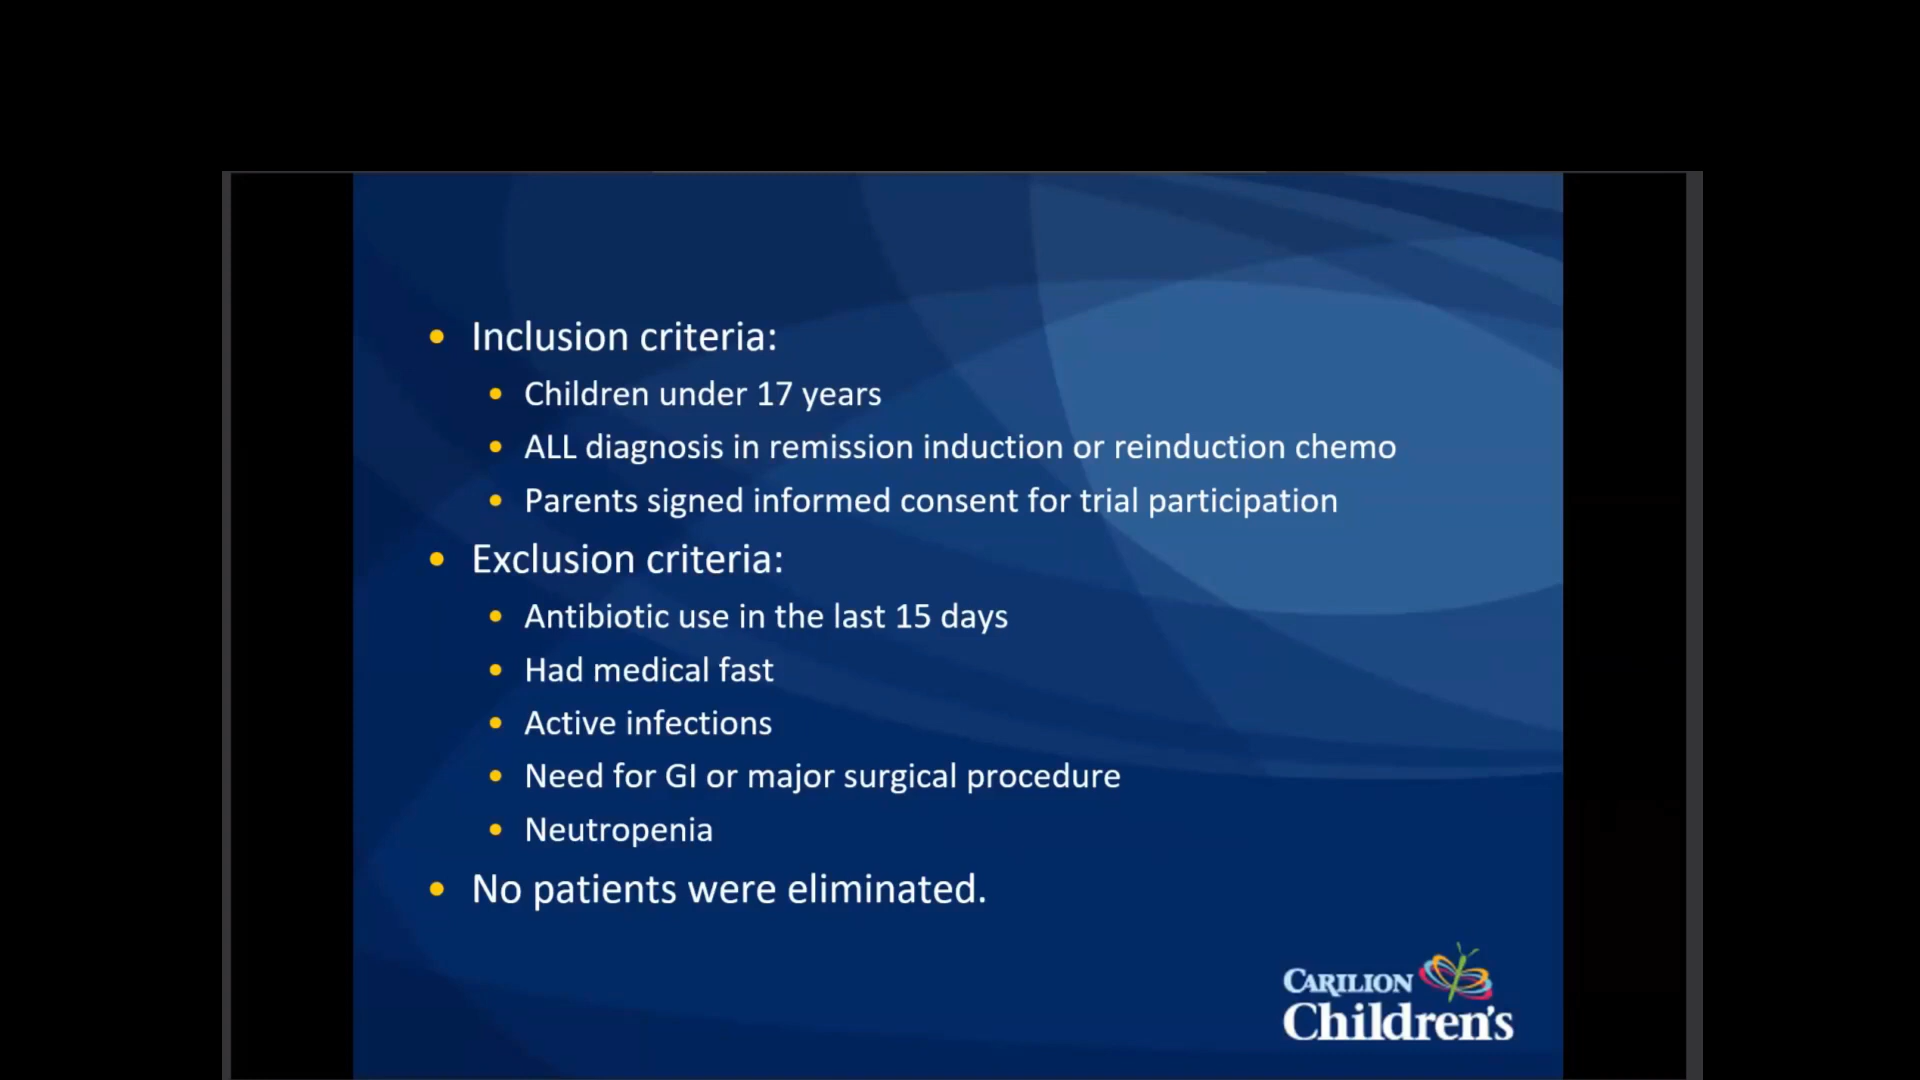 Inclusion criteria:
Children under 17 years
ALL diagnosis in remission induction or reinduction chemo
Parents signed informed consent for trial participation
Exclusion criteria:
Antibiotic use in the last 15 days
Had medical fast
Active infections
Need for GI or major surgical procedure
Neutropenia
No patients were eliminated.
CARILION
Children's